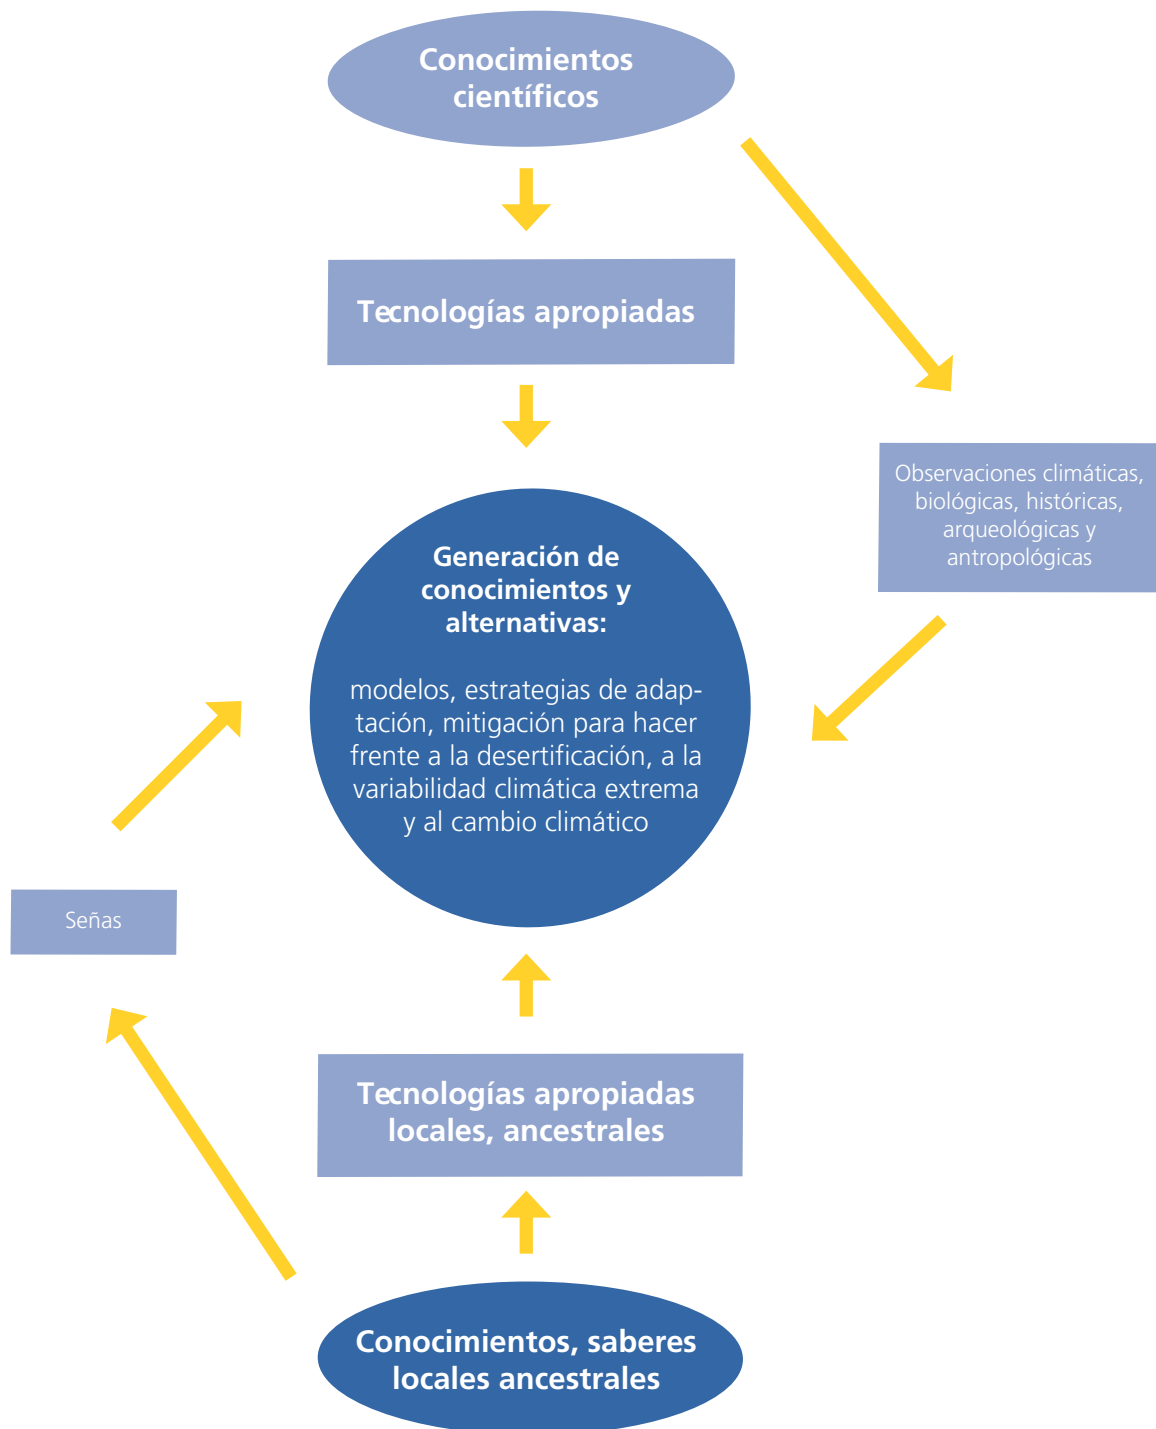 Conocimientos
científicos
Tecnologías apropiadas
Observaciones climáticas,
biológicas, históricas,
arqueológicas y
antropológicas
Generación de
conocimientos y
alternativas:
modelos, estrategias de adap-
tación, mitigación para hacer
frente a la desertificación, a la
variabilidad climática extrema
y al cambio climático
Señas
Tecnologías apropiadas
locales, ancestrales
Conocimientos, saberes
locales ancestrales